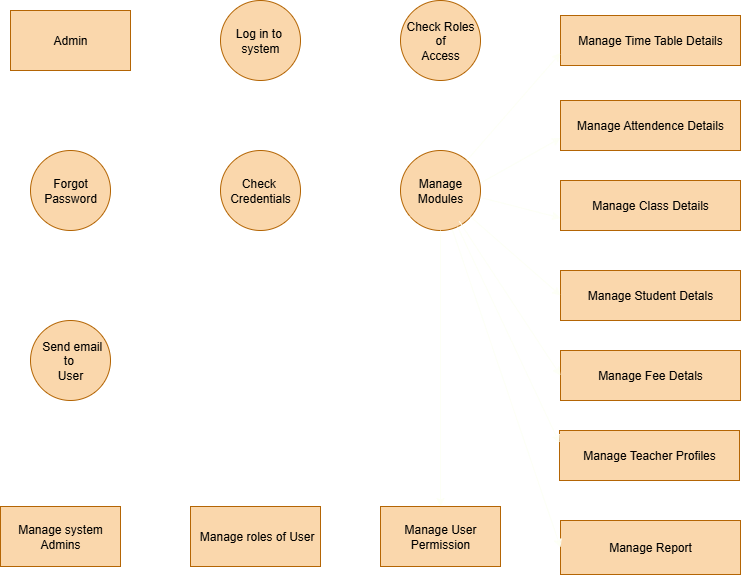 Admin
Log in to
system
Check Roles
of
Access
Manage Time Table Details
Manage Attendence Details
Forgot
Password
Check
Credentials
Manage
Modules
Manage Class Details
Manage Student Detals
Send email
to
User
Manage Fee Detals
Manage Teacher Profiles
Manage system
Admins
Manage roles of User
Manage User
Permission
Manage Report